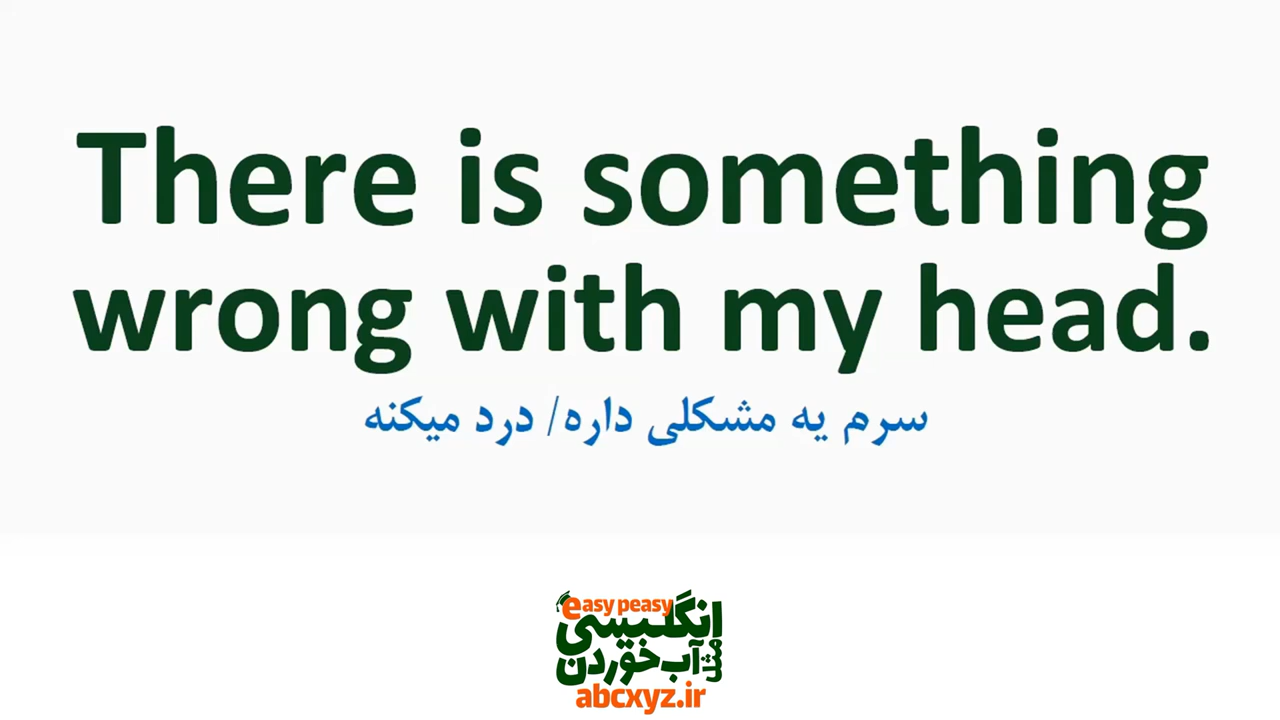 There is something
wrong with my head.
سرم یه مشکلی داره/ درد میکنه
easy peasy
انگلیسی
مثل آب خوردن
abcxyz.ir